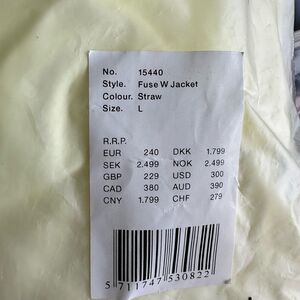 No. 15440
Style. Fuse W Jacket
Colour. Straw
Size. L
R.R.P.
EUR 240 DKK 1.799
SEK 2.499 NOK 2.499
GBP 229 USD 300
CAD 380 AUD 390
CNY 1.799 CHF 279
5 711747 530822